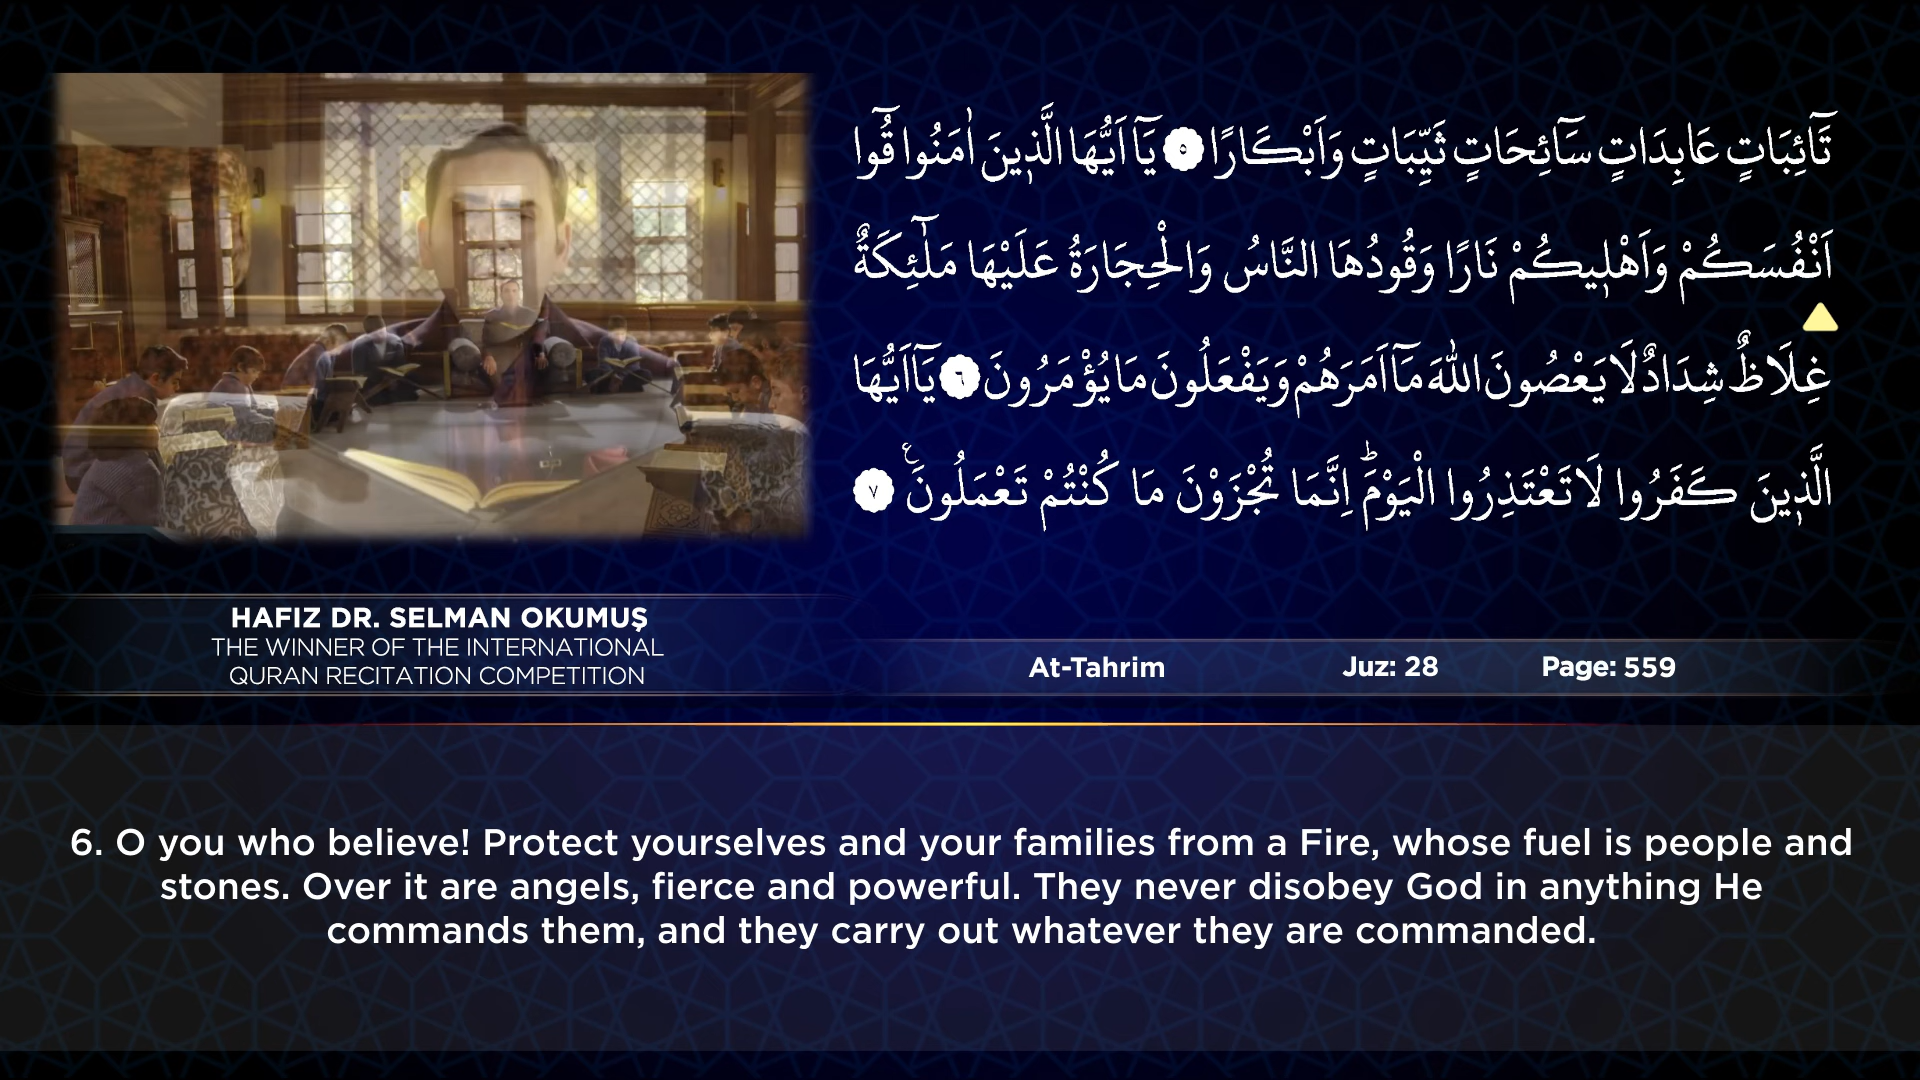 تَٓائِبَاتٍ عَابِدَاتٍ سَٓائِحَاتٍ ثَيِّبَاتٍ وَاَبْكَارًا ٥ يَٓا اَيُّهَا الَّذٖينَ اٰمَنُوا قُٓوا
اَنْفُسَكُمْ وَاَهْلٖيكُمْ نَارًا وَقُودُهَا النَّاسُ وَالْحِجَارَةُ عَلَيْهَا مَلٰٓئِكَةٌ
غِلَاظٌ شِدَادٌ لَا يَعْصُونَ اللّٰهَ مَٓا اَمَرَهُمْ وَيَفْعَلُونَ مَا يُؤْمَرُونَ ٦ يَٓا اَيُّهَا
الَّذٖينَ كَفَرُوا لَا تَعْتَذِرُوا الْيَوْمَؕ اِنَّمَا تُجْزَوْنَ مَا كُنْتُمْ تَعْمَلُونَࣖ ٧
HAFIZ DR. SELMAN OKUMUŞ
THE WINNER OF THE INTERNATIONAL
QURAN RECITATION COMPETITION
At-Tahrim Juz: 28 Page: 559
6. O you who believe! Protect yourselves and your families from a Fire, whose fuel is people and
stones. Over it are angels, fierce and powerful. They never disobey God in anything He
commands them, and they carry out whatever they are commanded.